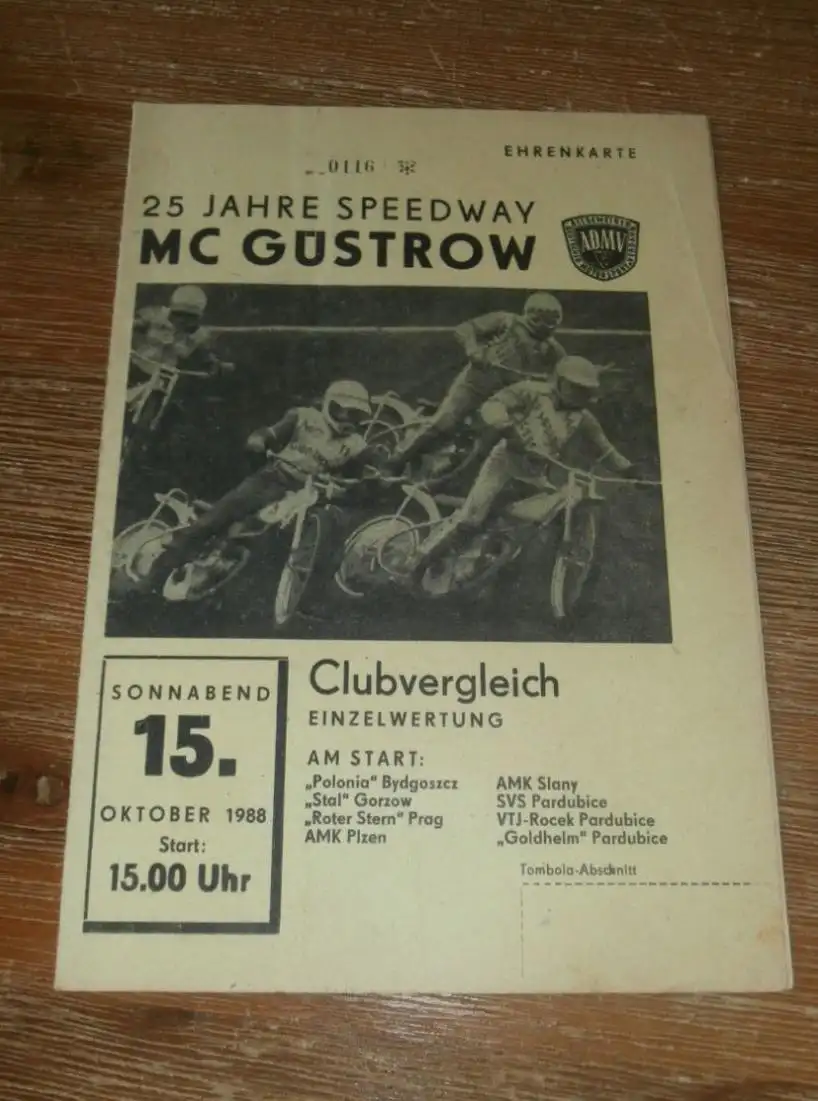 EHRENKARTE
0116
25 JAHRE SPEEDWAY
MC GÜSTROW
ADMV
SONNABEND
15.
OKTOBER 1988
Start:
15.00 Uhr
Clubvergleich
EINZELWERTUNG
AM START:
„Polonia“ Bydgoszcz
„Stal“ Gorzow
„Roter Stern“ Prag
AMK Plzen
AMK Slany
SVS Pardubice
VTJ-Rocek Pardubice
„Goldhelm“ Pardubice
Tombola-Abschnitt